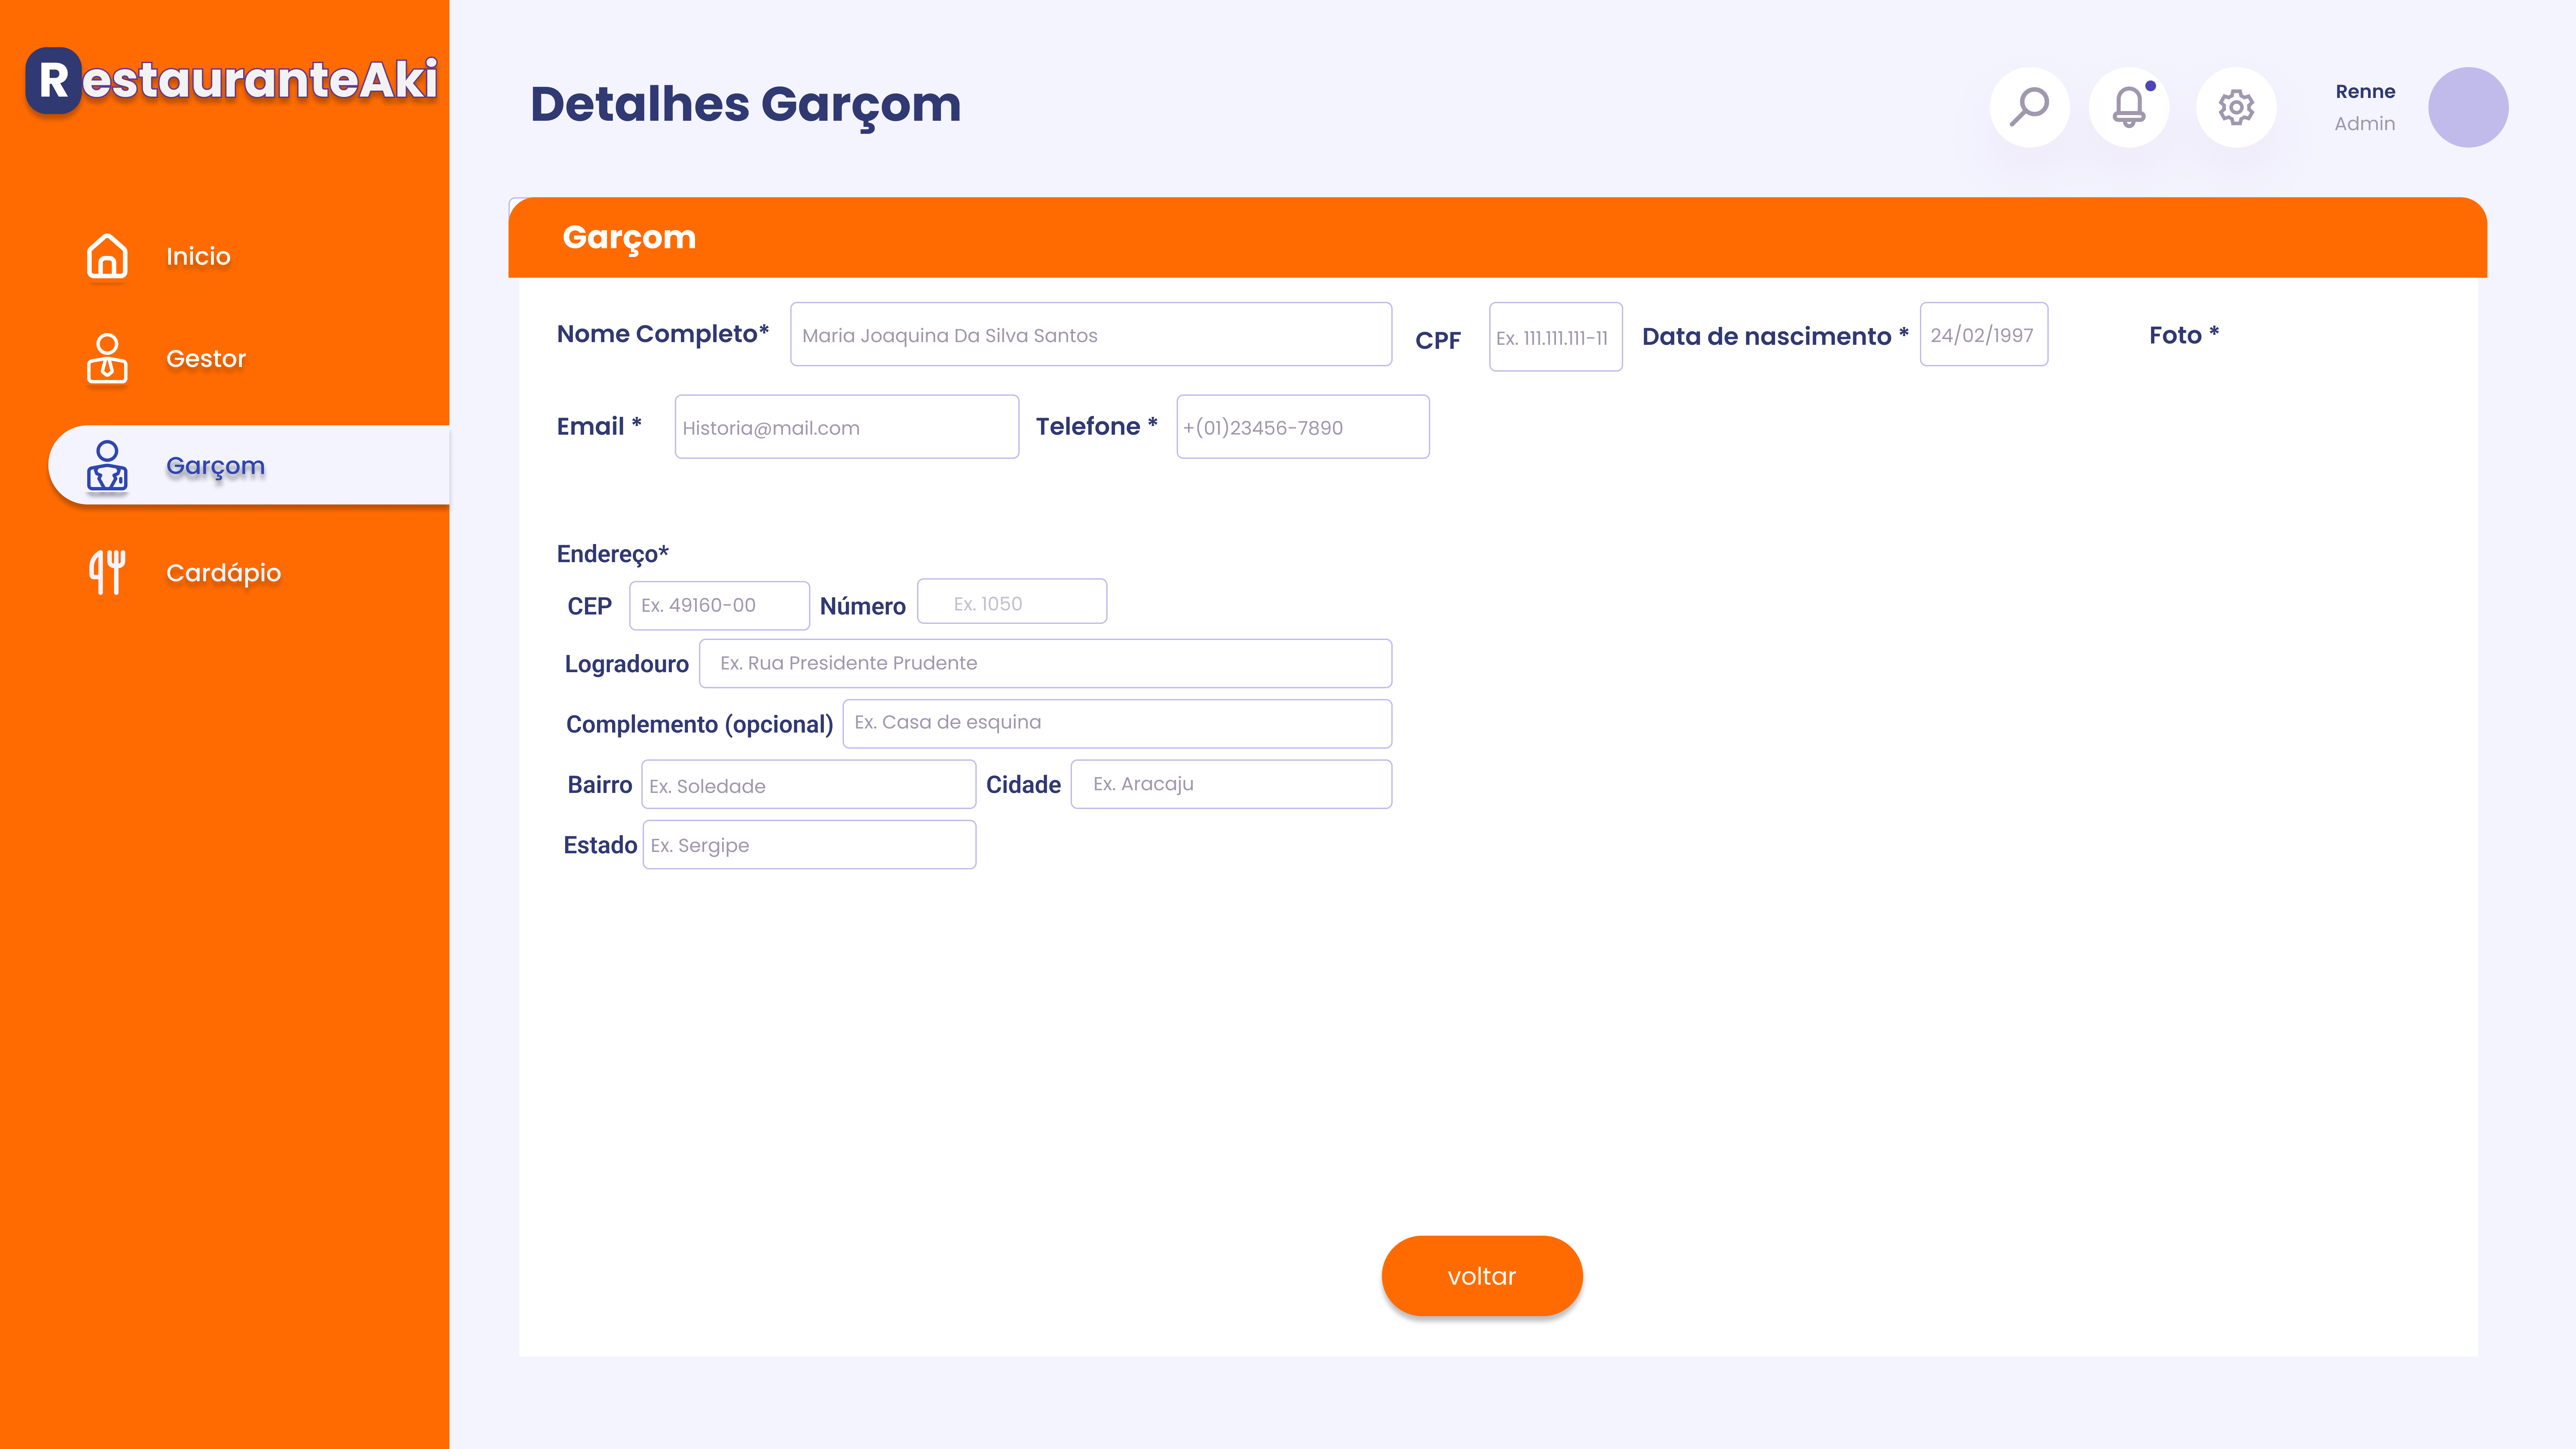 RestauranteAki
Detalhes Garçom
Renne
Admin
Inicio
Gestor
Garçom
Cardápio
Garçom
Nome Completo* Maria Joaquina Da Silva Santos CPF Ex. 111.111.111-11 Data de nascimento * 24/02/1997 Foto *
Email * Historia@mail.com Telefone * +(01)23456-7890
Endereço*
CEP Ex. 49160-00 Número Ex. 1050
Logradouro Ex. Rua Presidente Prudente
Complemento (opcional) Ex. Casa de esquina
Bairro Ex. Soledade Cidade Ex. Aracaju
Estado Ex. Sergipe
voltar